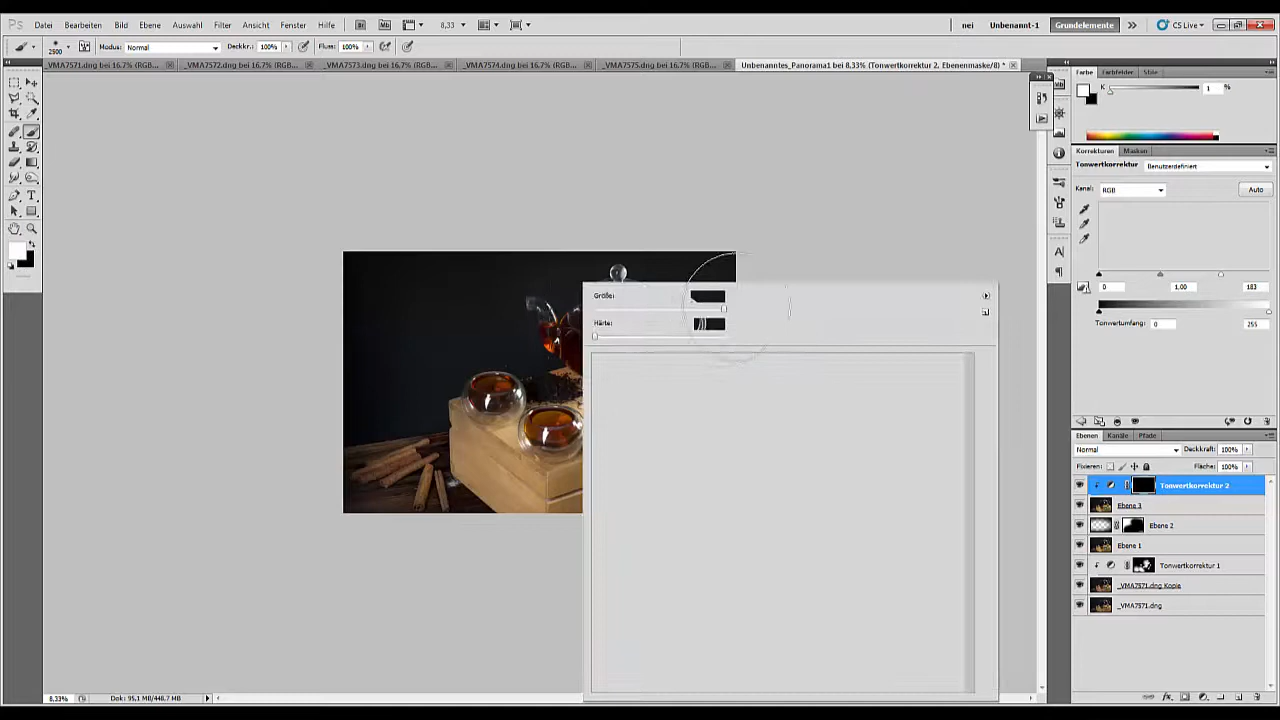 Ps Datei Bearbeiten Bild Ebene Auswahl Filter Ansicht Fenster Hilfe Br Mb 8,33 nei Unbenannt-1 Grundelemente CS Live
2500 Modus: Normal Deckkr.: 100% Fluss: 100%
_VMA7571.dng bei 16.7% (RGB... _VMA7572.dng bei 16.7% (RGB... _VMA7573.dng bei 16.7% (RGB... _VMA7574.dng bei 16.7% (RGB... _VMA7575.dng bei 16.7% (RGB... Unbenanntes_Panorama1 bei 8,33% (Tonwertkorrektur 2, Ebenenmaske/8) *
Farbe Farbfelder Stile
K 1 %
Korrekturen Masken
Tonwertkorrektur Benutzerdefiniert
Kanal: RGB Auto
0 1,00 183
Tonwertumfang: 0 255
Größe:
Härte:
Ebenen Kanäle Pfade
Normal Deckkraft: 100%
Fixieren: Fläche: 100%
Tonwertkorrektur 2
Ebene 3
Ebene 2
Ebene 1
Tonwertkorrektur 1
_VMA7571.dng Kopie
_VMA7571.dng
8,33% Dok: 95,1 MB/448,7 MB